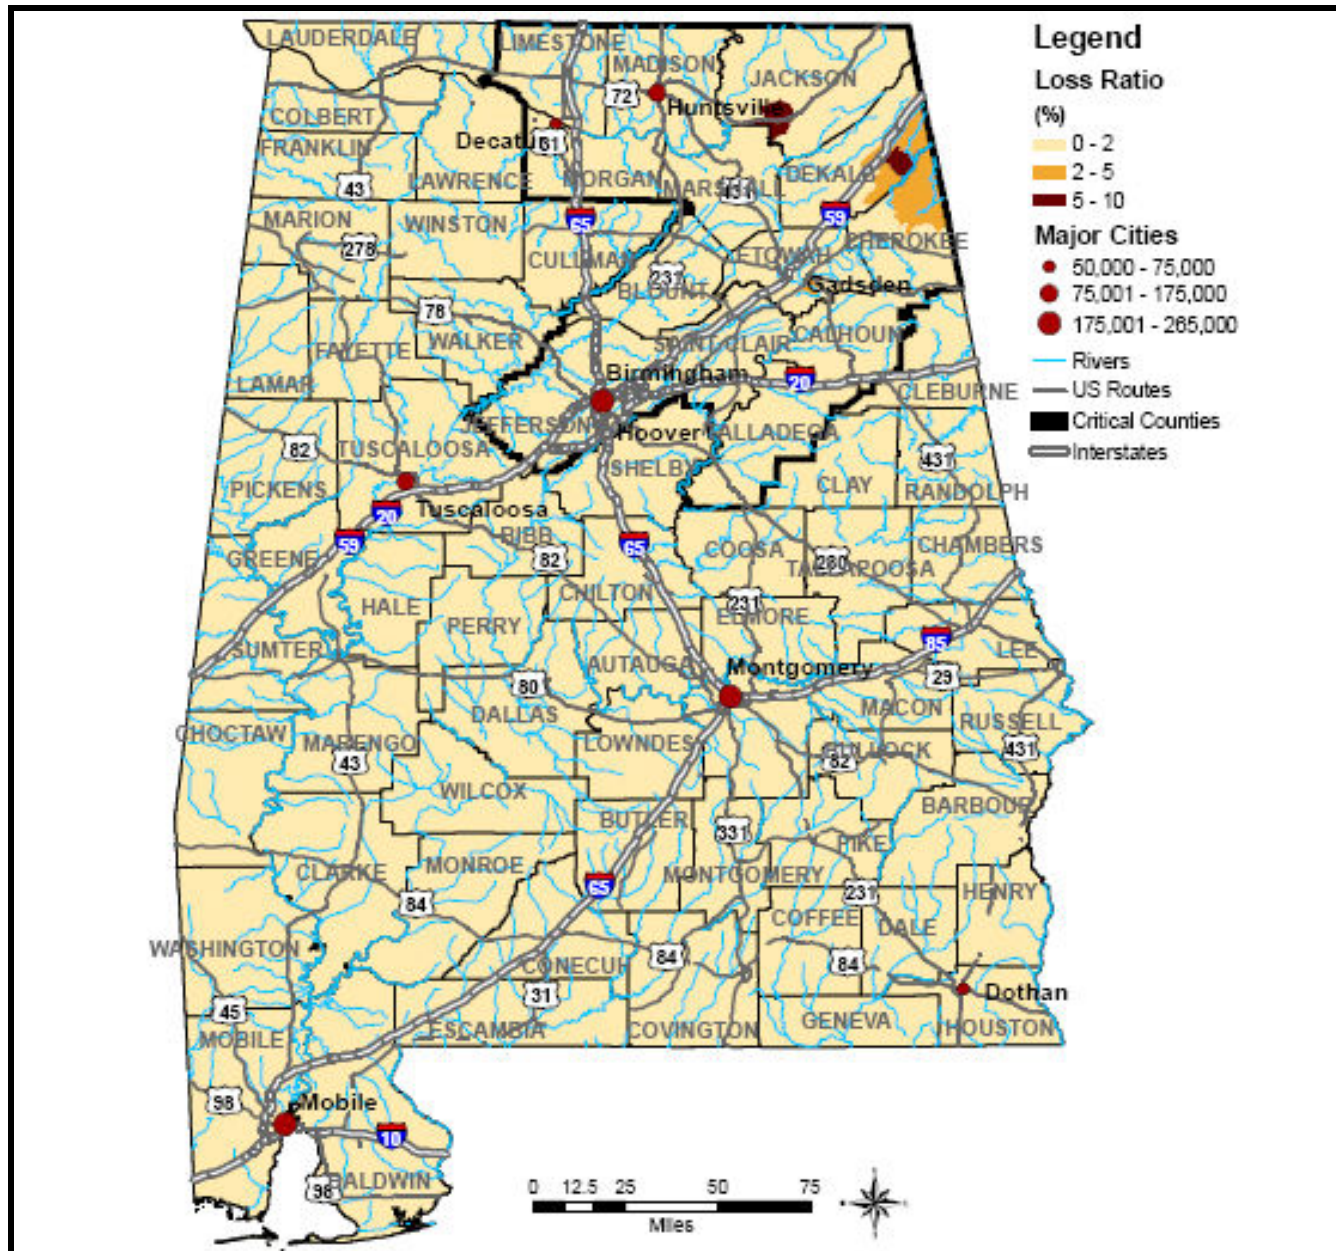 Legend
Loss Ratio
(%)
0 - 2
2 - 5
5 - 10
Major Cities
50,000 - 75,000
75,001 - 175,000
175,001 - 265,000
Rivers
US Routes
Critical Counties
Interstates
LAUDERDALE
LIMESTONE
MADISON
JACKSON
72
Huntsville
COLBERT
Decatur
31
FRANKLIN
43
LAWRENCE
MORGAN
MARSHALL
431
DEKALB
MARION
WINSTON
65
59
278
CULLMAN
ETOWAH
CHEROKEE
231
BLOUNT
Gadsden
78
FAYETTE
WALKER
SAINT CLAIR
CALHOUN
LAMAR
Birmingham
20
CLEBURNE
JEFFERSON
Hoover
TALLADEGA
82
TUSCALOOSA
SHELBY
431
PICKENS
CLAY
RANDOLPH
20
Tuscaloosa
59
BIBB
65
GREENE
82
COOSA
CHAMBERS
280
TALLAPOOSA
HALE
CHILTON
231
PERRY
ELMORE
85
SUMTER
AUTAUGA
Montgomery
LEE
29
80
DALLAS
MACON
CHOCTAW
MARENGO
LOWNDES
RUSSELL
43
BULLOCK
82
431
WILCOX
BARBOUR
BUTLER
331
PIKE
CLARKE
MONROE
MONTGOMERY
65
231
HENRY
84
COFFEE
DALE
WASHINGTON
84
84
CONECUH
31
Dothan
45
ESCAMBIA
COVINGTON
GENEVA
HOUSTON
MOBILE
98
Mobile
10
98
BALDWIN
0 12.5 25 50 75
Miles